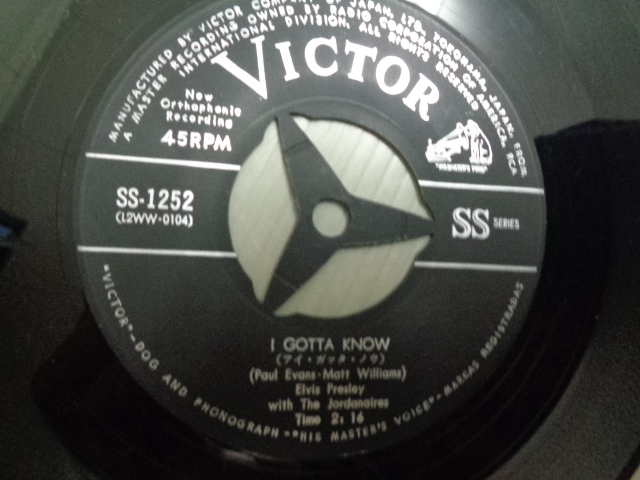 MANUFACTURED BY VICTOR COMPANY OF JAPAN, LTD. YOKOHAMA, JAPAN. FROM
A MASTER RECORDING OWNED BY RADIO CORPORATION OF AMERICA, RCA
INTERNATIONAL DIVISION. ALL RIGHTS RESERVED
VICTOR
New
Orthophonic
Recording
45RPM
"HIS MASTER'S VOICE"
SS-1252
(L2WW-0104)
SS SERIES
I GOTTA KNOW
(アイ・ガッタ・ノウ)
(Paul Evans-Matt Williams)
Elvis Presley
with The Jordanaires
Time 2:16
"VICTOR"-DOG AND PHONOGRAPH-"HIS MASTER'S VOICE"-MARCAS REGISTRADAS